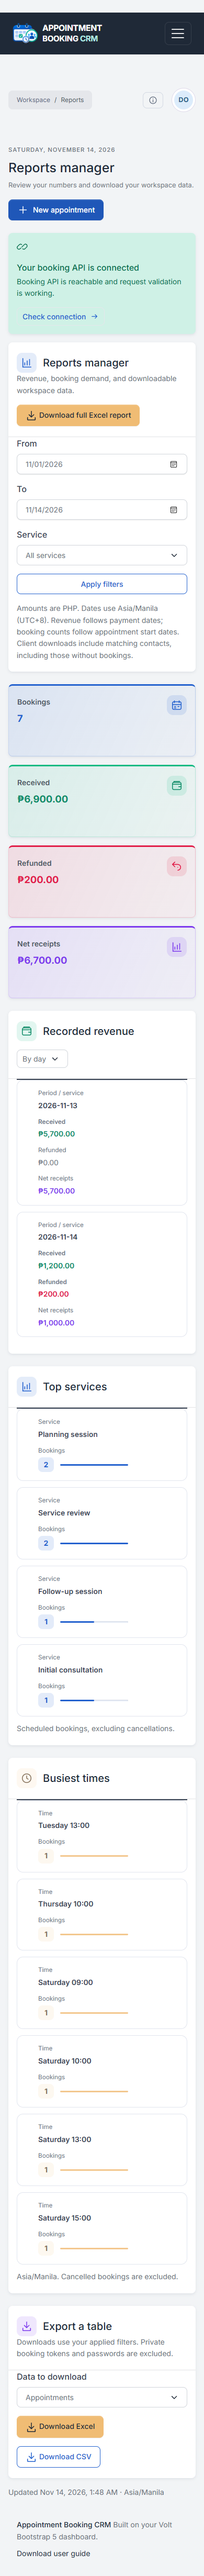 APPOINTMENT
BOOKING CRM
Workspace / Reports
DO
SATURDAY, NOVEMBER 14, 2026
Reports manager
Review your numbers and download your workspace data.
New appointment
Your booking API is connected
Booking API is reachable and request validation
is working.
Check connection
Reports manager
Revenue, booking demand, and downloadable
workspace data.
Download full Excel report
From
11/01/2026
To
11/14/2026
Service
All services
Apply filters
Amounts are PHP. Dates use Asia/Manila
(UTC+8). Revenue follows payment dates;
booking counts follow appointment start dates.
Client downloads include matching contacts,
including those without bookings.
Bookings
7
Received
₱6,900.00
Refunded
₱200.00
Net receipts
₱6,700.00
Recorded revenue
By day
Period / service
2026-11-13
Received
₱5,700.00
Refunded
₱0.00
Net receipts
₱5,700.00
Period / service
2026-11-14
Received
₱1,200.00
Refunded
₱200.00
Net receipts
₱1,000.00
Top services
Service
Planning session
Bookings
2
Service
Service review
Bookings
2
Service
Follow-up session
Bookings
1
Service
Initial consultation
Bookings
1
Scheduled bookings, excluding cancellations.
Busiest times
Time
Tuesday 13:00
Bookings
1
Time
Thursday 10:00
Bookings
1
Time
Saturday 09:00
Bookings
1
Time
Saturday 10:00
Bookings
1
Time
Saturday 13:00
Bookings
1
Time
Saturday 15:00
Bookings
1
Asia/Manila. Cancelled bookings are excluded.
Export a table
Downloads use your applied filters. Private
booking tokens and passwords are excluded.
Data to download
Appointments
Download Excel
Download CSV
Updated Nov 14, 2026, 1:48 AM · Asia/Manila
Appointment Booking CRM Built on your Volt
Bootstrap 5 dashboard.
Download user guide